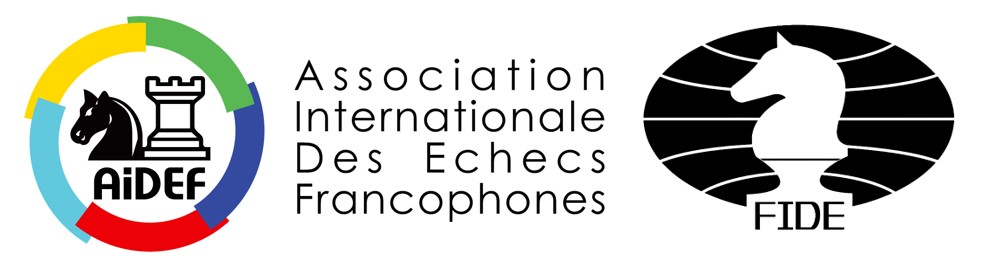 AiDEF
Association
Internationale
Des Echecs
Francophones
FIDE